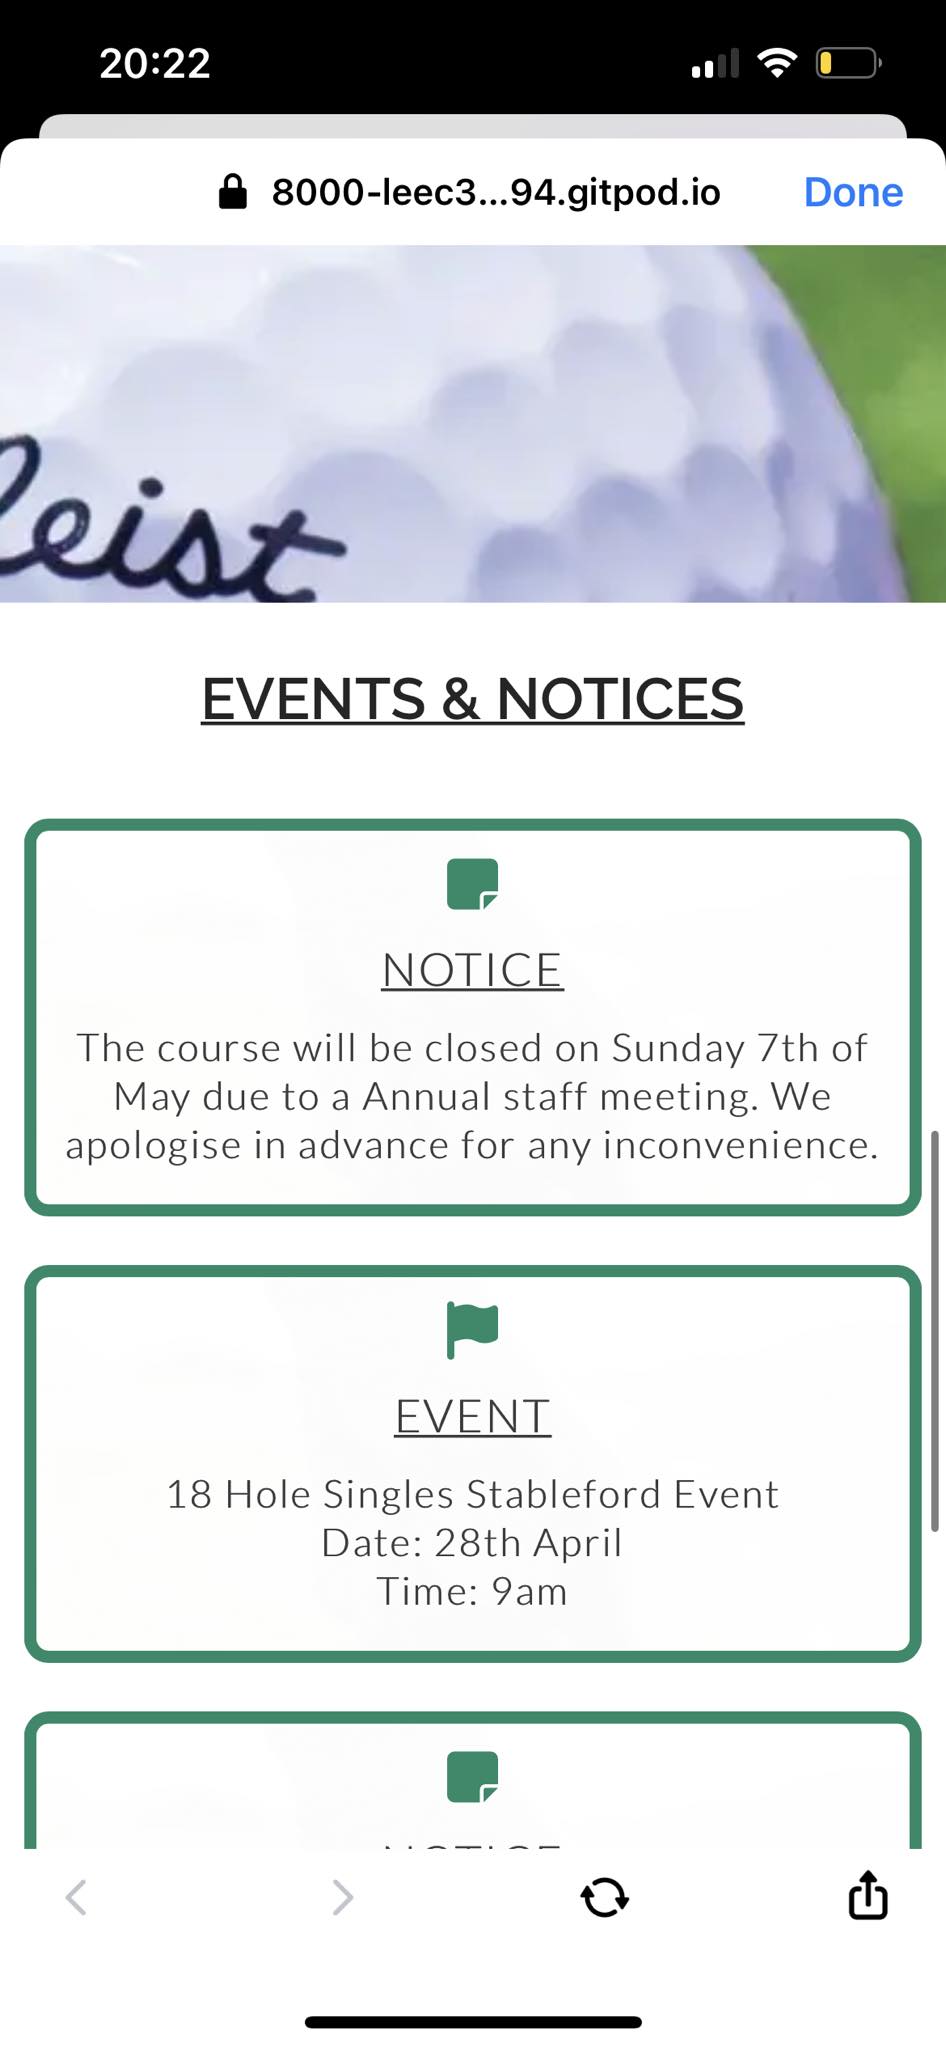 20:22
8000-leec3...94.gitpod.io
Done
eist
EVENTS & NOTICES
NOTICE
The course will be closed on Sunday 7th of
May due to a Annual staff meeting. We
apologise in advance for any inconvenience.
EVENT
18 Hole Singles Stableford Event
Date: 28th April
Time: 9am